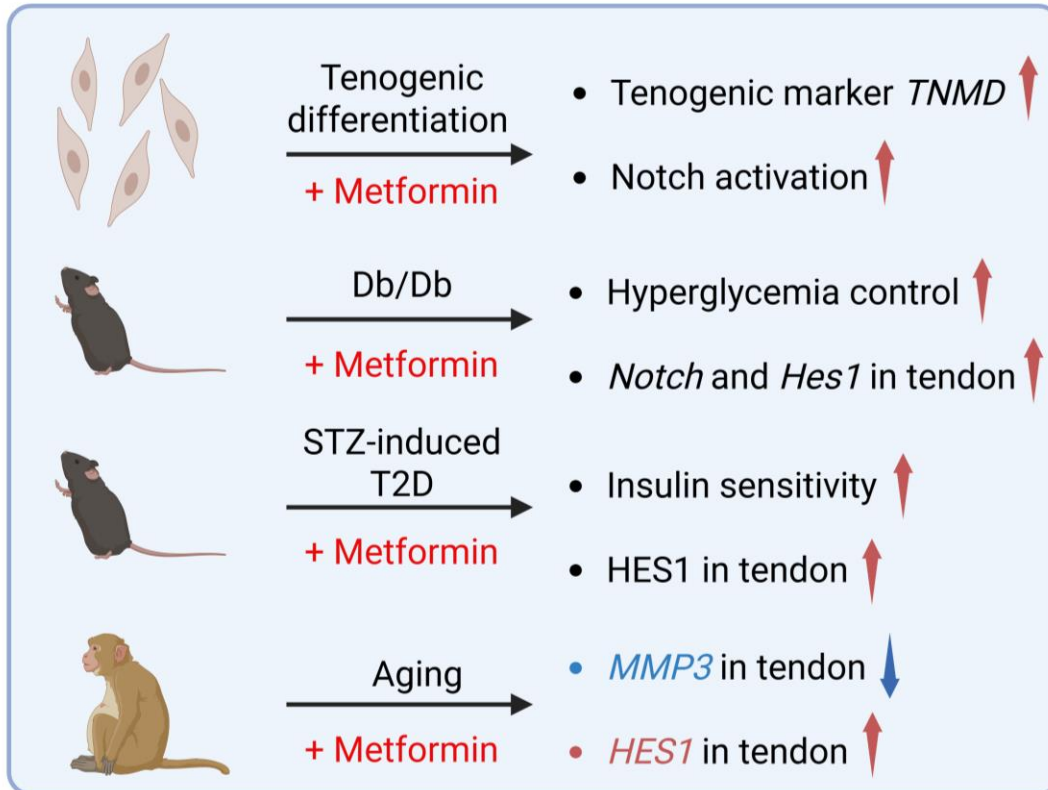 Tenogenic
differentiation
+ Metformin
• Tenogenic marker TNMD
• Notch activation
Db/Db
+ Metformin
• Hyperglycemia control
• Notch and Hes1 in tendon
STZ-induced
T2D
+ Metformin
• Insulin sensitivity
• HES1 in tendon
Aging
+ Metformin
• MMP3 in tendon
• HES1 in tendon